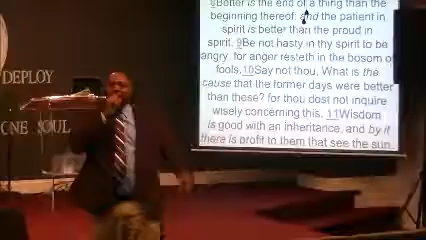 DEPLOY
ONE SOUL
8Better is the end of a thing than the
beginning thereof: and the patient in
spirit is better than the proud in
spirit. 9Be not hasty in thy spirit to be
angry: for anger resteth in the bosom of
fools. 10Say not thou, What is the
cause that the former days were better
than these? for thou dost not inquire
wisely concerning this. 11Wisdom
is good with an inheritance: and by it
there is profit to them that see the sun.